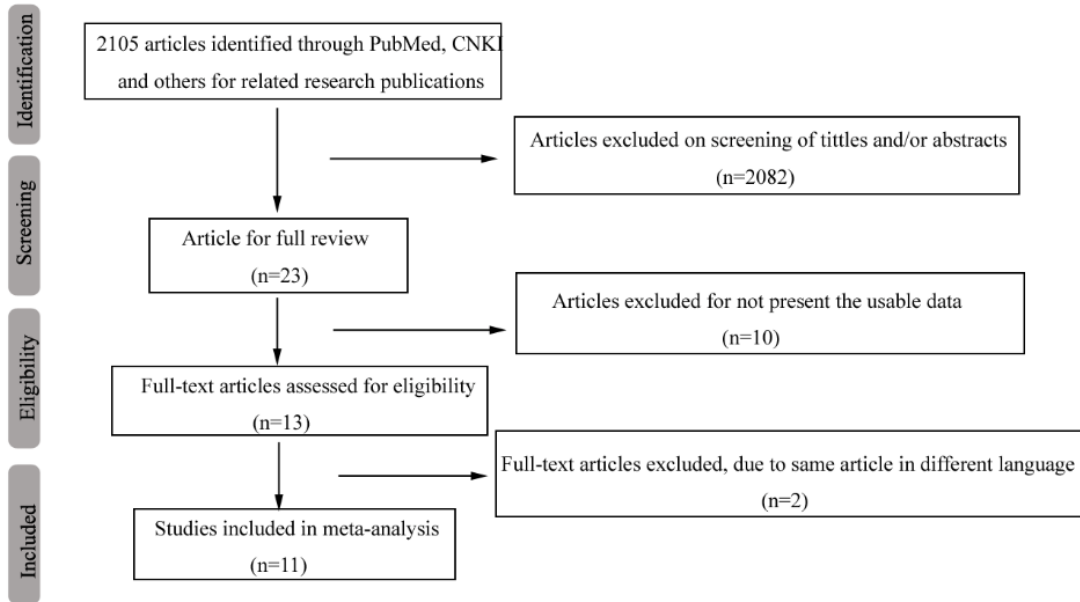 Identification
2105 articles identified through PubMed, CNKI
and others for related research publications
Articles excluded on screening of tittles and/or abstracts
(n=2082)
Screening
Article for full review
(n=23)
Articles excluded for not present the usable data
(n=10)
Eligibility
Full-text articles assessed for eligibility
(n=13)
Full-text articles excluded, due to same article in different language
(n=2)
Included
Studies included in meta-analysis
(n=11)